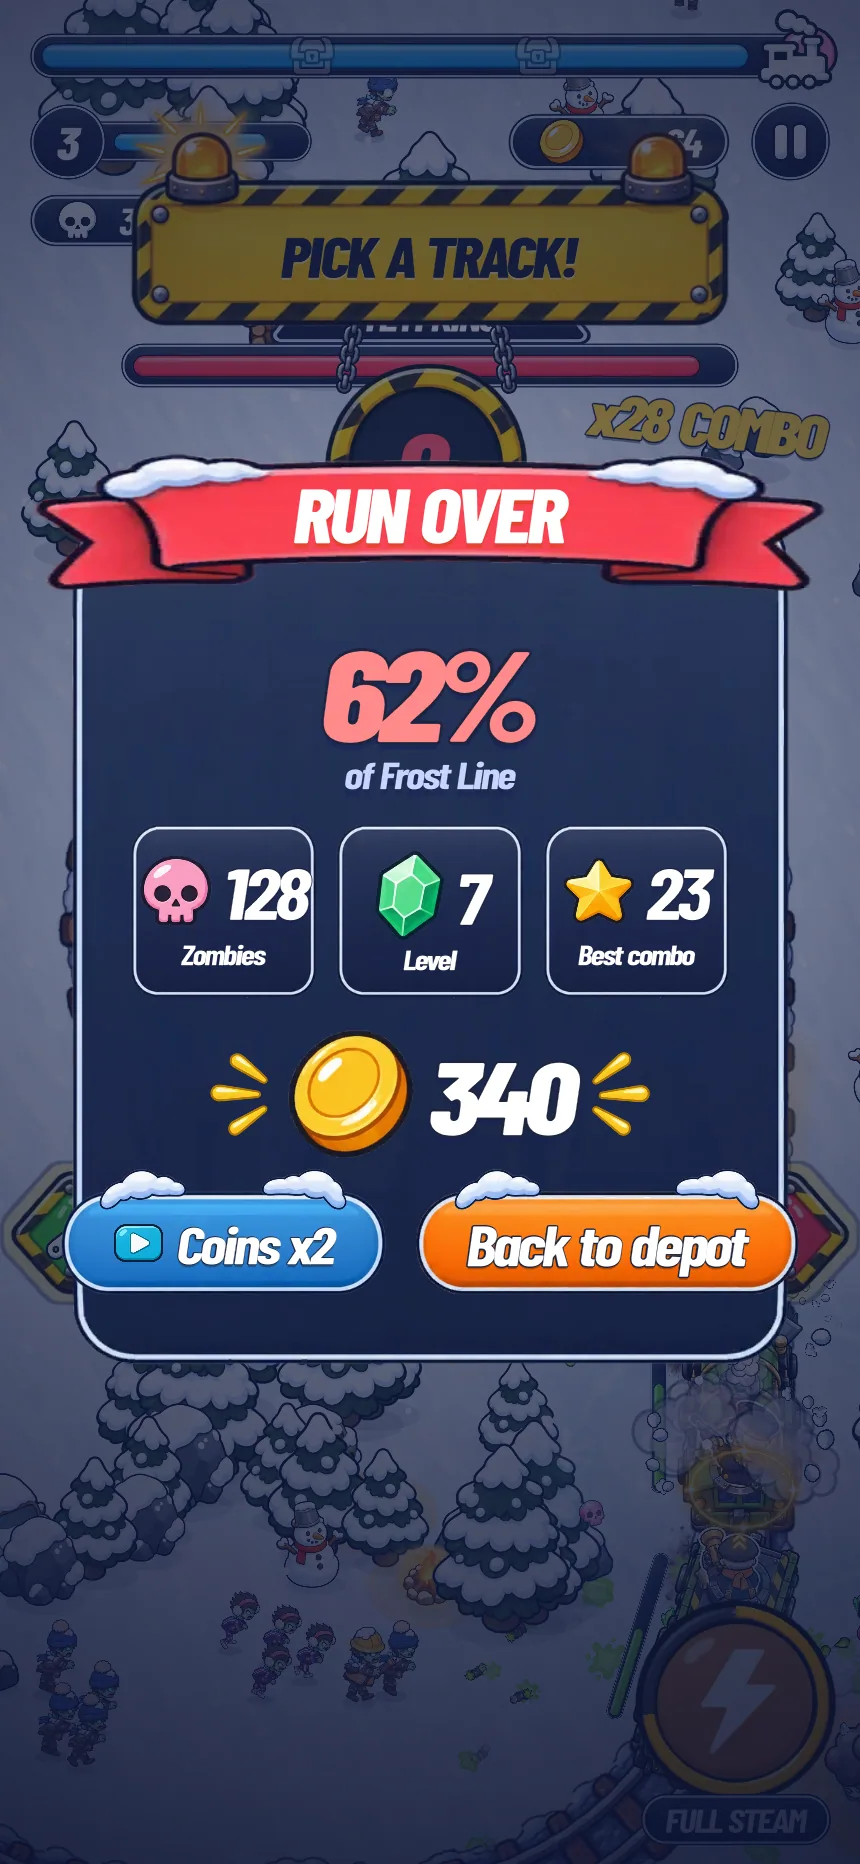 3
PICK A TRACK!
x28 COMBO
RUN OVER
62%
of Frost Line
128
Zombies
7
Level
23
Best combo
340
Coins x2
Back to depot
FULL STEAM